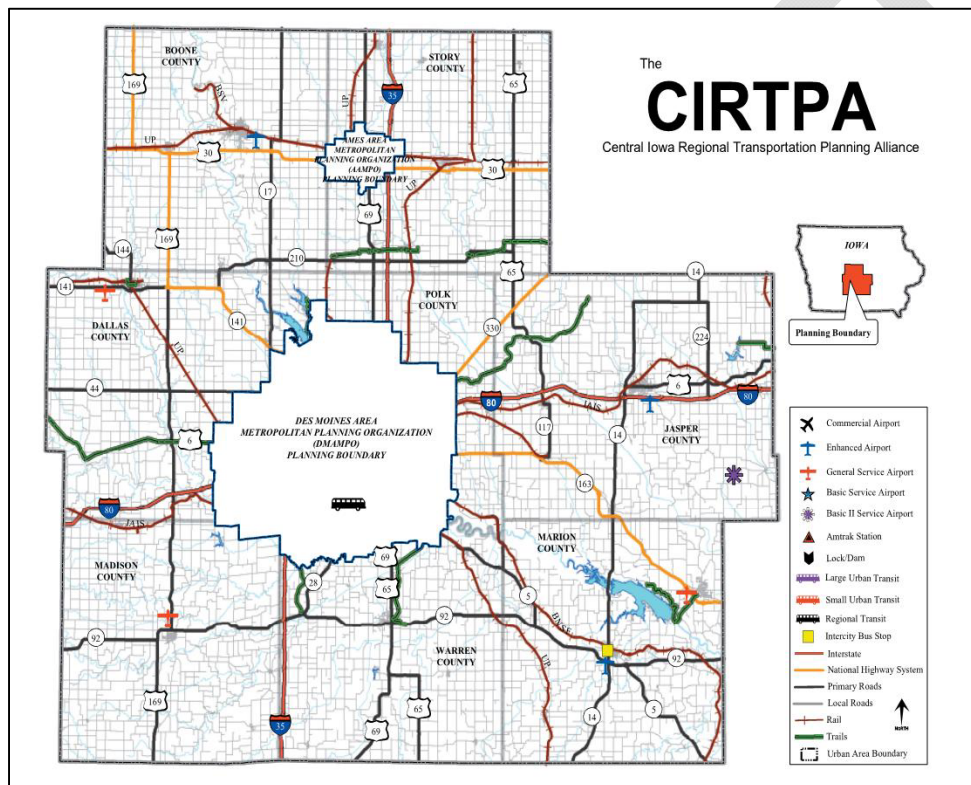 The
CIRTPA
Central Iowa Regional Transportation Planning Alliance
BOONE
COUNTY
STORY
COUNTY
169
BSV
UP
35
65
UP
30
AMES AREA
METROPOLITAN
PLANNING ORGANIZATION
(AAMPO)
PLANNING BOUNDARY
30
17
UP
69
169
144
210
65
14
IOWA
Planning Boundary
141
POLK
COUNTY
DALLAS
COUNTY
141
330
224
UP
44
6
80
IAIS
80
117
14
JASPER
COUNTY
DES MOINES AREA
METROPOLITAN PLANNING ORGANIZATION
(DMAMPO)
PLANNING BOUNDARY
6
163
80
IAIS
MARION
COUNTY
MADISON
COUNTY
69
28
65
5
BNSF
92
92
WARREN
COUNTY
UP
92
169
35
69
65
14
5
Commercial Airport
Enhanced Airport
General Service Airport
Basic Service Airport
Basic II Service Airport
Amtrak Station
Lock/Dam
Large Urban Transit
Small Urban Transit
Regional Transit
Intercity Bus Stop
Interstate
National Highway System
Primary Roads
Local Roads
Rail
Trails
Urban Area Boundary
NORTH